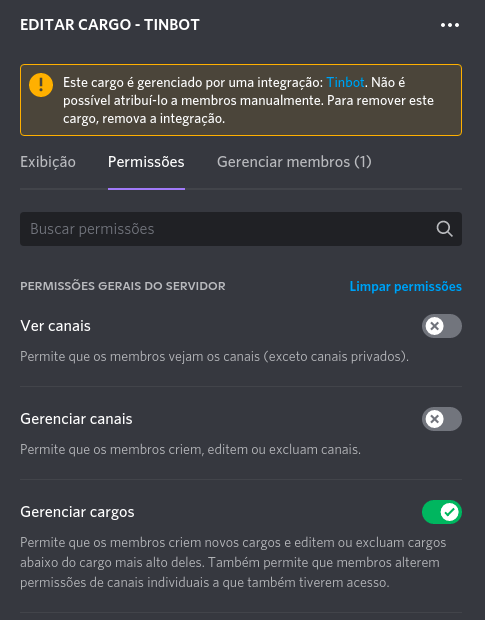 EDITAR CARGO - TINBOT
Este cargo é gerenciado por uma integração: Tinbot. Não é
possível atribuí-lo a membros manualmente. Para remover este
cargo, remova a integração.
Exibição Permissões Gerenciar membros (1)
Buscar permissões
PERMISSÕES GERAIS DO SERVIDOR Limpar permissões
Ver canais
Permite que os membros vejam os canais (exceto canais privados).
Gerenciar canais
Permite que os membros criem, editem ou excluam canais.
Gerenciar cargos
Permite que os membros criem novos cargos e editem ou excluam cargos
abaixo do cargo mais alto deles. Também permite que membros alterem
permissões de canais individuais a que também tiverem acesso.